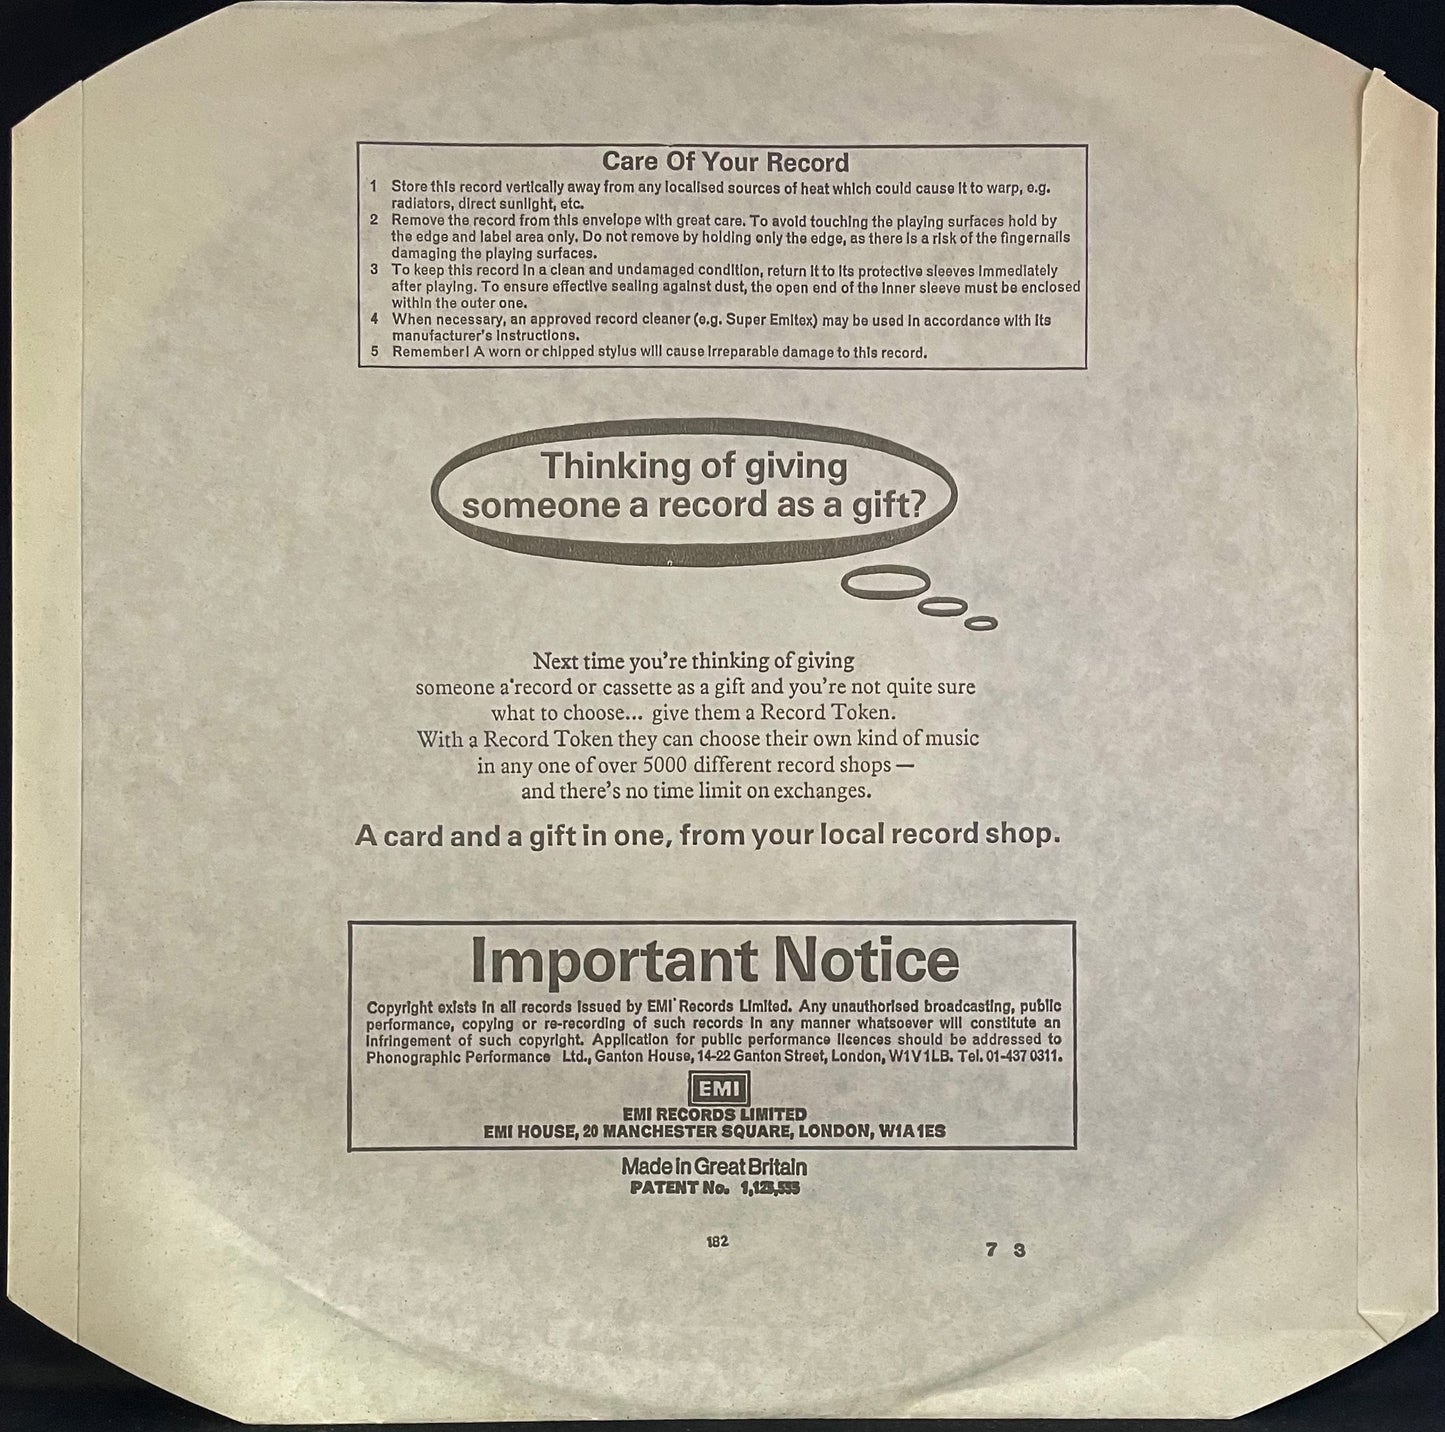 Care Of Your Record
1 Store this record vertically away from any localised sources of heat which could cause it to warp, e.g.
radiators, direct sunlight, etc.
2 Remove the record from this envelope with great care. To avoid touching the playing surfaces hold by
the edge and label area only. Do not remove by holding only the edge, as there is a risk of the fingernails
damaging the playing surfaces.
3 To keep this record in a clean and undamaged condition, return it to its protective sleeves immediately
after playing. To ensure effective sealing against dust, the open end of the inner sleeve must be enclosed
within the outer one.
4 When necessary, an approved record cleaner (e.g. Super Emitex) may be used in accordance with its
manufacturer's instructions.
5 Remember! A worn or chipped stylus will cause irreparable damage to this record.
Thinking of giving
someone a record as a gift?
Next time you're thinking of giving
someone a record or cassette as a gift and you're not quite sure
what to choose... give them a Record Token.
With a Record Token they can choose their own kind of music
in any one of over 5000 different record shops —
and there's no time limit on exchanges.
A card and a gift in one, from your local record shop.
Important Notice
Copyright exists in all records issued by EMI Records Limited. Any unauthorised broadcasting, public
performance, copying or re-recording of such records in any manner whatsoever will constitute an
infringement of such copyright. Application for public performance licences should be addressed to
Phonographic Performance Ltd., Ganton House, 14-22 Ganton Street, London, W1V 1LB. Tel. 01-437 0311.
EMI
EMI RECORDS LIMITED
EMI HOUSE, 20 MANCHESTER SQUARE, LONDON, W1A 1ES
Made in Great Britain
PATENT No. 1,125,555
182
7 3